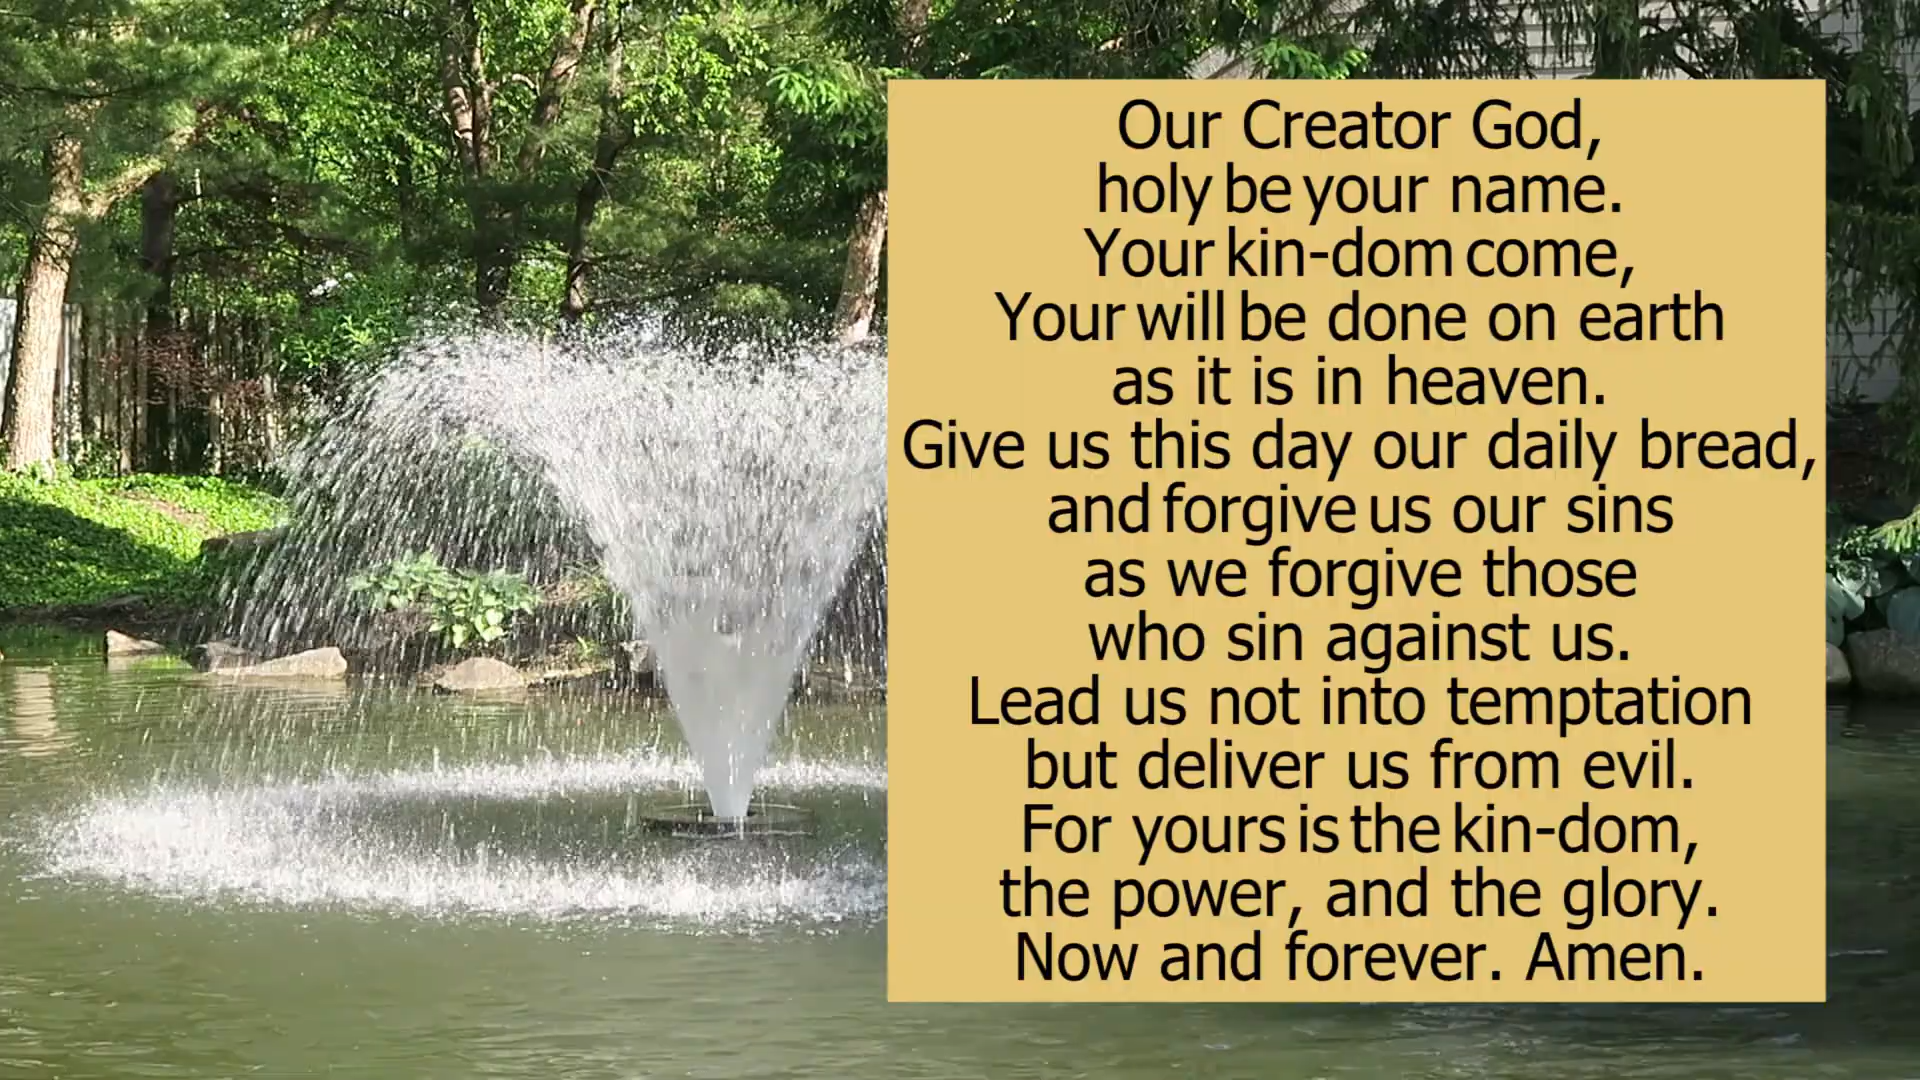 Our Creator God,
holy be your name.
Your kin-dom come,
Your will be done on earth
as it is in heaven.
Give us this day our daily bread,
and forgive us our sins
as we forgive those
who sin against us.
Lead us not into temptation
but deliver us from evil.
For yours is the kin-dom,
the power, and the glory.
Now and forever. Amen.